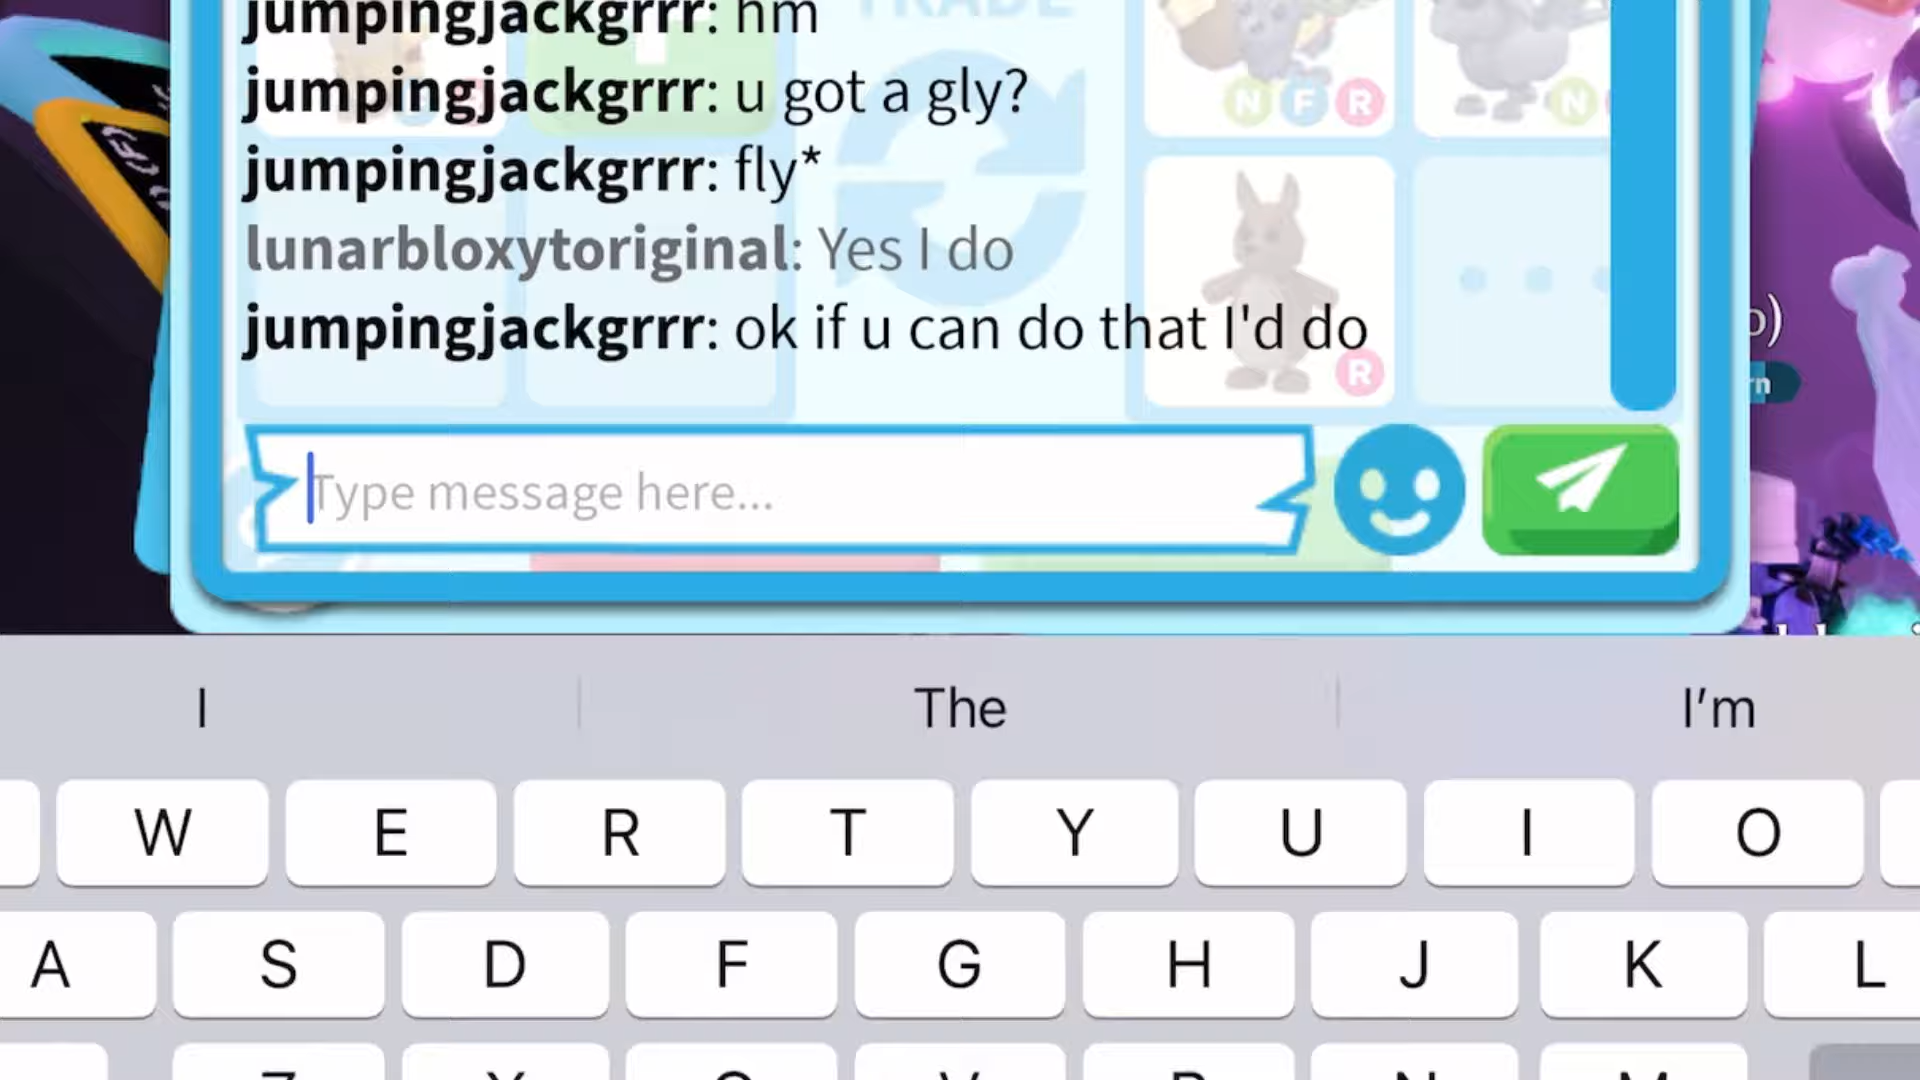 TRADE
jumpingjackgrrr: hm
jumpingjackgrrr: u got a gly?
jumpingjackgrrr: fly*
lunarbloxytoriginal: Yes I do
jumpingjackgrrr: ok if u can do that I'd do
N F R
N
R
Type message here...
I The I'm
W E R T Y U I O
A S D F G H J K L